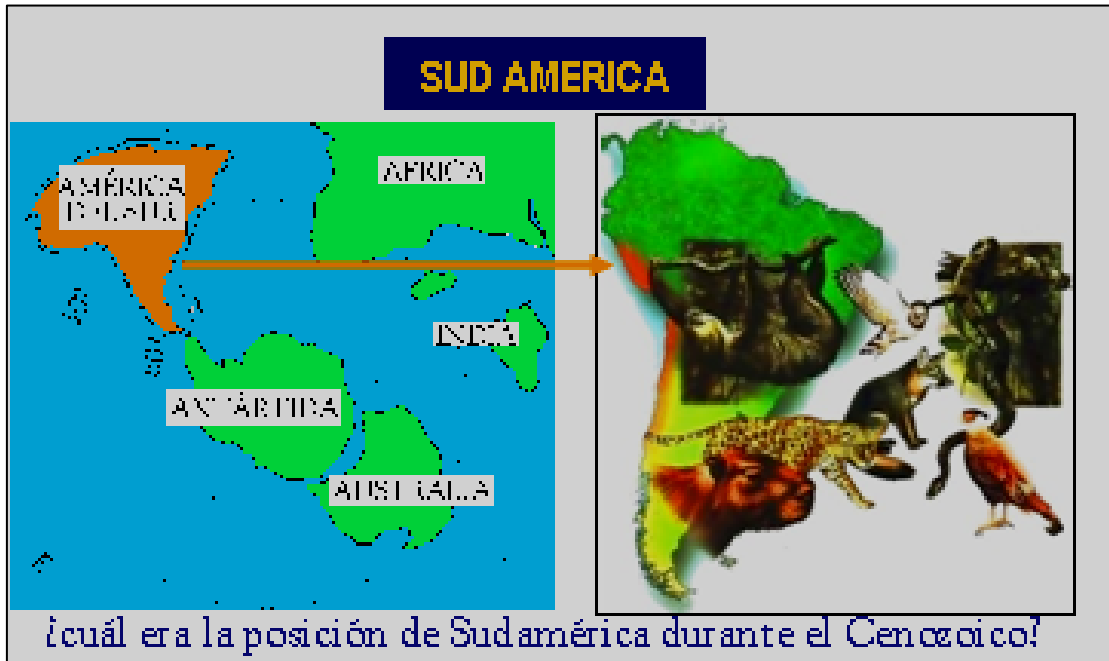 SUD AMERICA
AMÉRICA
AFRICA
INDIA
ANTÁRTIDA
AUSTRALIA
¿cuál era la posición de Sudamérica durante el Cenozoico?